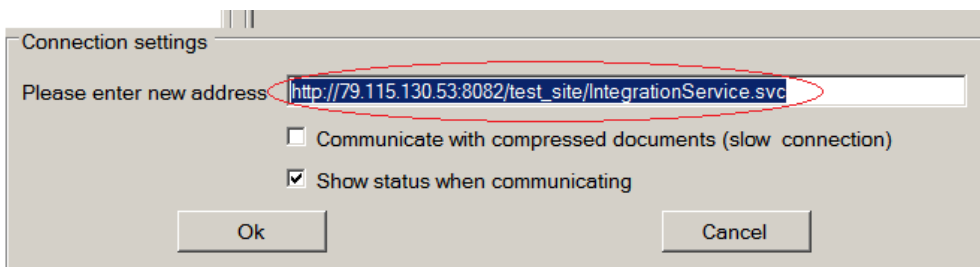 Connection settings
Please enter new address http://79.115.130.53:8082/test_site/IntegrationService.svc
Communicate with compressed documents (slow connection)
Show status when communicating
Ok Cancel